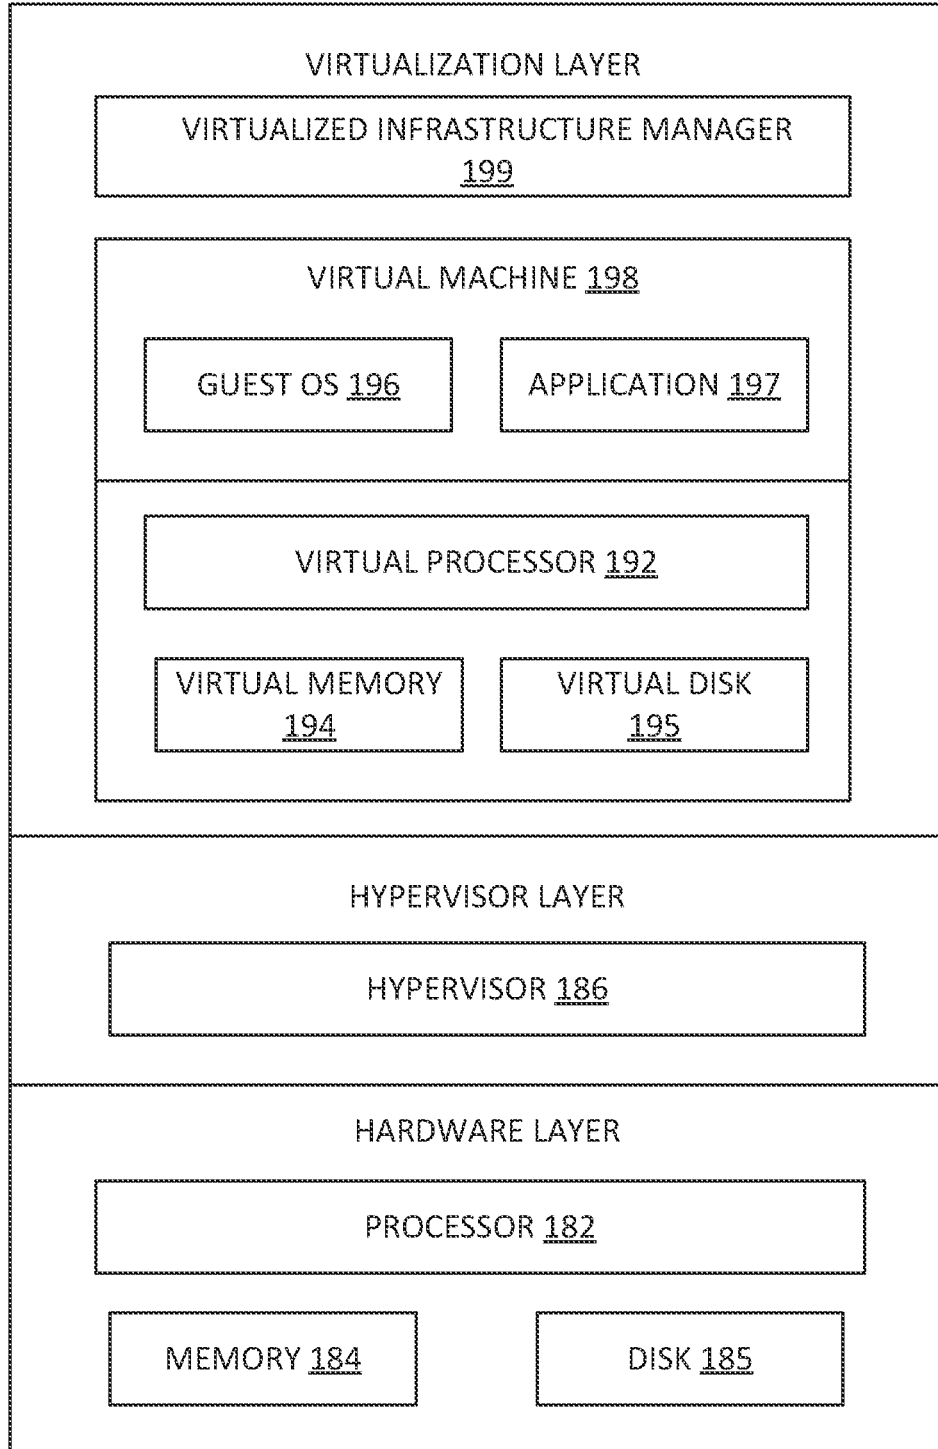 VIRTUALIZATION LAYER
VIRTUALIZED INFRASTRUCTURE MANAGER
199
VIRTUAL MACHINE 198
GUEST OS 196
APPLICATION 197
VIRTUAL PROCESSOR 192
VIRTUAL MEMORY
194
VIRTUAL DISK
195
HYPERVISOR LAYER
HYPERVISOR 186
HARDWARE LAYER
PROCESSOR 182
MEMORY 184
DISK 185